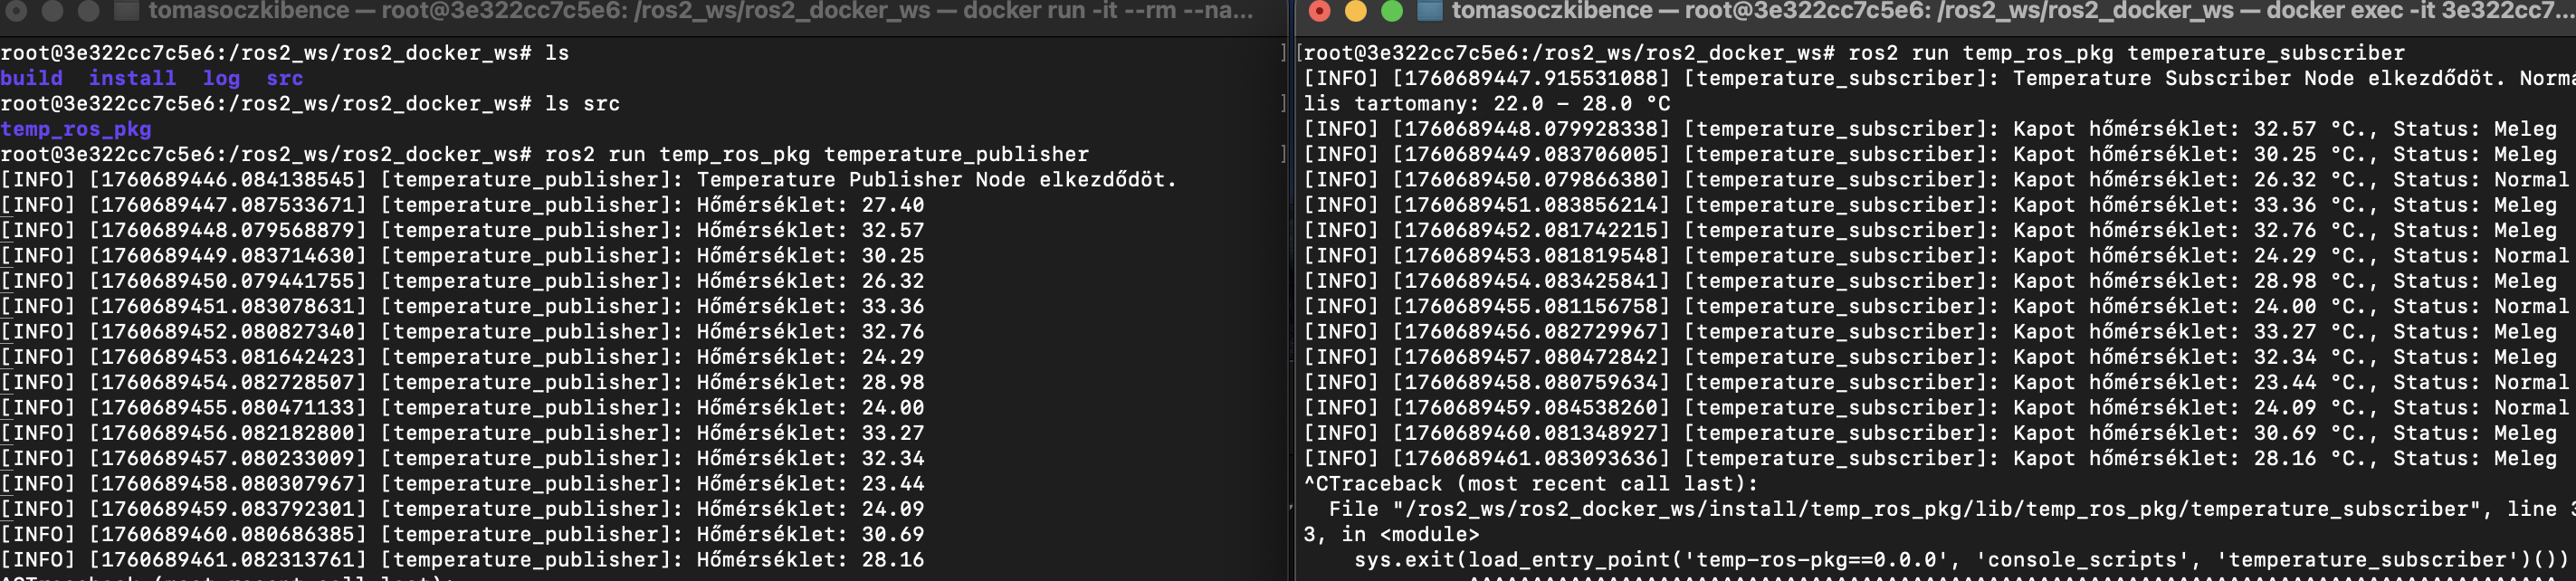 tomasoczkibence — root@3e322cc7c5e6: /ros2_ws/ros2_docker_ws — docker run -it --rm --na...
root@3e322cc7c5e6:/ros2_ws/ros2_docker_ws# ls
build  install  log  src
root@3e322cc7c5e6:/ros2_ws/ros2_docker_ws# ls src
temp_ros_pkg
root@3e322cc7c5e6:/ros2_ws/ros2_docker_ws# ros2 run temp_ros_pkg temperature_publisher
[INFO] [1760689446.084138545] [temperature_publisher]: Temperature Publisher Node elkezdődöt.
[INFO] [1760689447.087533671] [temperature_publisher]: Hőmérséklet: 27.40
[INFO] [1760689448.079568879] [temperature_publisher]: Hőmérséklet: 32.57
[INFO] [1760689449.083714630] [temperature_publisher]: Hőmérséklet: 30.25
[INFO] [1760689450.079441755] [temperature_publisher]: Hőmérséklet: 26.32
[INFO] [1760689451.083078631] [temperature_publisher]: Hőmérséklet: 33.36
[INFO] [1760689452.080827340] [temperature_publisher]: Hőmérséklet: 32.76
[INFO] [1760689453.081642423] [temperature_publisher]: Hőmérséklet: 24.29
[INFO] [1760689454.082728507] [temperature_publisher]: Hőmérséklet: 28.98
[INFO] [1760689455.080471133] [temperature_publisher]: Hőmérséklet: 24.00
[INFO] [1760689456.082182800] [temperature_publisher]: Hőmérséklet: 33.27
[INFO] [1760689457.080233009] [temperature_publisher]: Hőmérséklet: 32.34
[INFO] [1760689458.080307967] [temperature_publisher]: Hőmérséklet: 23.44
[INFO] [1760689459.083792301] [temperature_publisher]: Hőmérséklet: 24.09
[INFO] [1760689460.080686385] [temperature_publisher]: Hőmérséklet: 30.69
[INFO] [1760689461.082313761] [temperature_publisher]: Hőmérséklet: 28.16
^CTraceback (most recent call last):
tomasoczkibence — root@3e322cc7c5e6: /ros2_ws/ros2_docker_ws — docker exec -it 3e322cc7...
[root@3e322cc7c5e6:/ros2_ws/ros2_docker_ws# ros2 run temp_ros_pkg temperature_subscriber
[INFO] [1760689447.915531088] [temperature_subscriber]: Temperature Subscriber Node elkezdődöt. Norma
lis tartomany: 22.0 – 28.0 °C
[INFO] [1760689448.079928338] [temperature_subscriber]: Kapot hőmérséklet: 32.57 °C., Status: Meleg
[INFO] [1760689449.083706005] [temperature_subscriber]: Kapot hőmérséklet: 30.25 °C., Status: Meleg
[INFO] [1760689450.079866380] [temperature_subscriber]: Kapot hőmérséklet: 26.32 °C., Status: Normal
[INFO] [1760689451.083856214] [temperature_subscriber]: Kapot hőmérséklet: 33.36 °C., Status: Meleg
[INFO] [1760689452.081742215] [temperature_subscriber]: Kapot hőmérséklet: 32.76 °C., Status: Meleg
[INFO] [1760689453.081819548] [temperature_subscriber]: Kapot hőmérséklet: 24.29 °C., Status: Normal
[INFO] [1760689454.083425841] [temperature_subscriber]: Kapot hőmérséklet: 28.98 °C., Status: Meleg
[INFO] [1760689455.081156758] [temperature_subscriber]: Kapot hőmérséklet: 24.00 °C., Status: Normal
[INFO] [1760689456.082729967] [temperature_subscriber]: Kapot hőmérséklet: 33.27 °C., Status: Meleg
[INFO] [1760689457.080472842] [temperature_subscriber]: Kapot hőmérséklet: 32.34 °C., Status: Meleg
[INFO] [1760689458.080759634] [temperature_subscriber]: Kapot hőmérséklet: 23.44 °C., Status: Normal
[INFO] [1760689459.084538260] [temperature_subscriber]: Kapot hőmérséklet: 24.09 °C., Status: Normal
[INFO] [1760689460.081348927] [temperature_subscriber]: Kapot hőmérséklet: 30.69 °C., Status: Meleg
[INFO] [1760689461.083093636] [temperature_subscriber]: Kapot hőmérséklet: 28.16 °C., Status: Meleg
^CTraceback (most recent call last):
  File "/ros2_ws/ros2_docker_ws/install/temp_ros_pkg/lib/temp_ros_pkg/temperature_subscriber", line 3
3, in <module>
    sys.exit(load_entry_point('temp-ros-pkg==0.0.0', 'console_scripts', 'temperature_subscriber')())